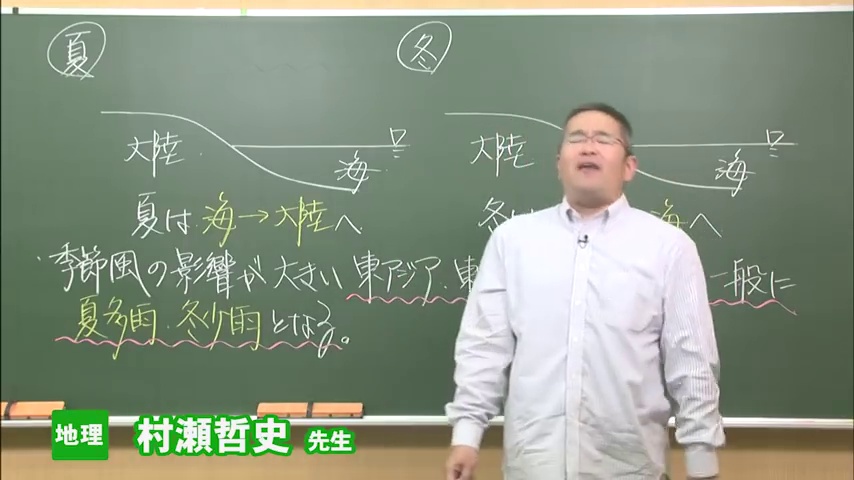 夏
冬
大陸
海
大陸
海
夏は 海→大陸へ
冬は 海へ
季節風の影響が大きい 東アジア・東 一般に
夏多雨・冬少雨となる。
地理 村瀬哲史 先生